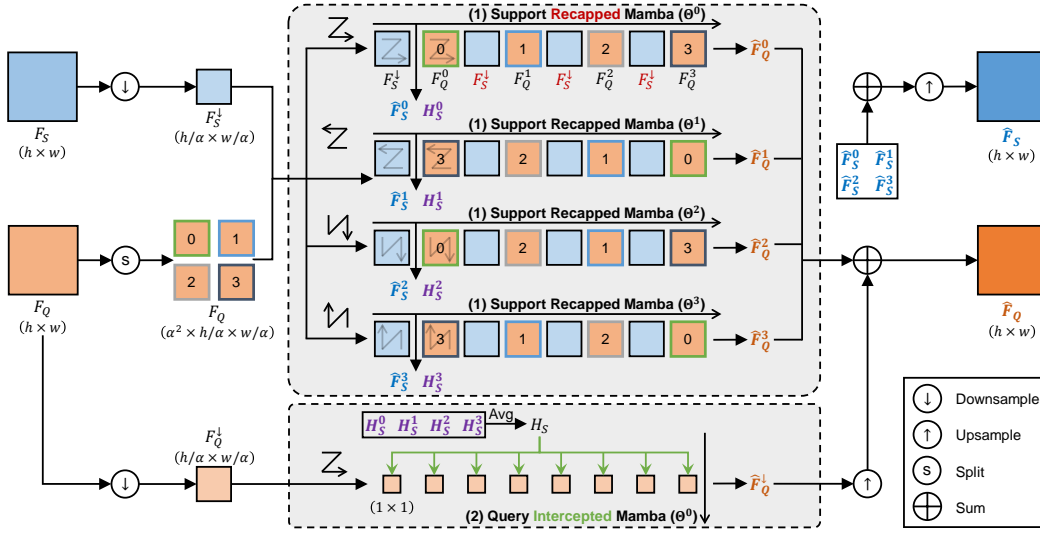 (1) Support Recapped Mamba (Θ⁰)
0 1 2 3
F_S^↓ F_Q^0 F_S^↓ F_Q^1 F_S^↓ F_Q^2 F_S^↓ F_Q^3
F̂_Q^0
F̂_S^0 H_S^0
F_S
(h × w)
↓
F_S^↓
(h/α × w/α)
(1) Support Recapped Mamba (Θ¹)
3 2 1 0
F̂_Q^1
F̂_S^1 H_S^1
↑
F̂_S
(h × w)
F̂_S^0 F̂_S^1
F̂_S^2 F̂_S^3
F_Q
(h × w)
S
0 1
2 3
F_Q
(α² × h/α × w/α)
(1) Support Recapped Mamba (Θ²)
0 2 1 3
F̂_Q^2
F̂_S^2 H_S^2
F̂_Q
(h × w)
(1) Support Recapped Mamba (Θ³)
3 1 2 0
F̂_Q^3
F̂_S^3 H_S^3
H_S^0 H_S^1 H_S^2 H_S^3
Avg
H_S
↓
F_Q^↓
(h/α × w/α)
(1 × 1)
F̂_Q^↓
↑
(2) Query Intercepted Mamba (Θ⁰)
↓ Downsample
↑ Upsample
S Split
Sum